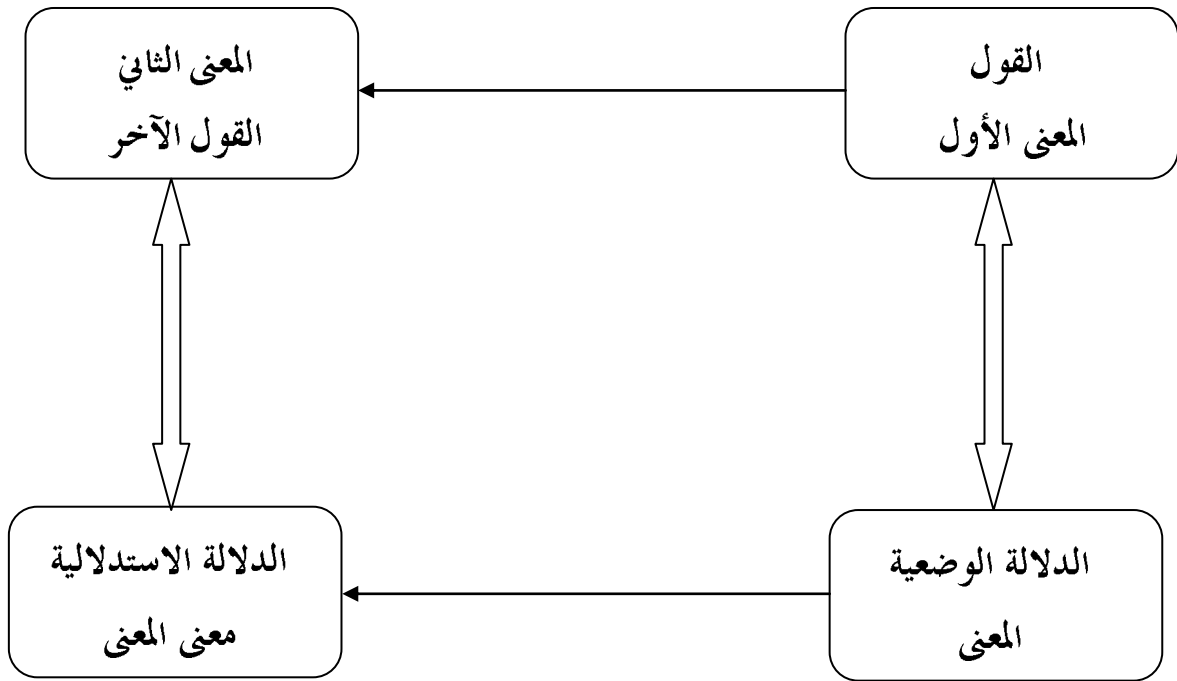 القول
المعنى الأول
المعنى الثاني
القول الآخر
الدلالة الوضعية
المعنى
الدلالة الاستدلالية
معنى المعنى